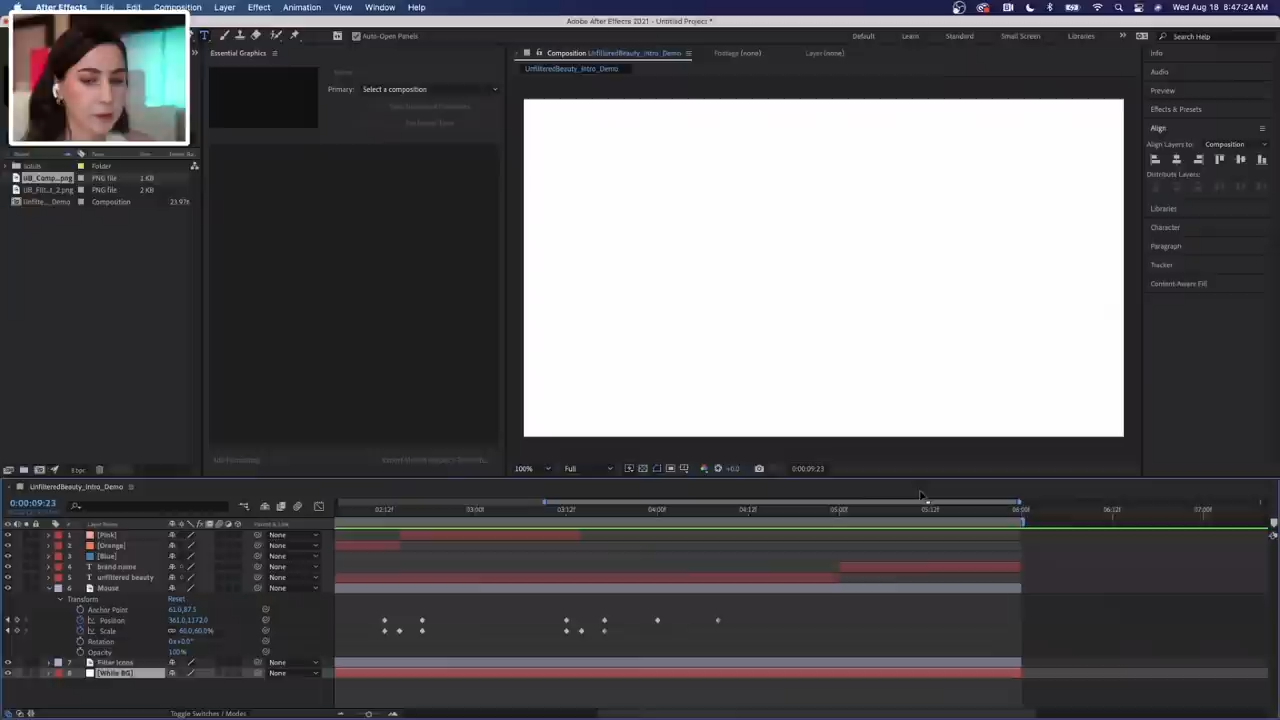 After Effects File Edit Composition Layer Effect Animation View Window Help Wed Aug 18 8:47:24 AM
Adobe After Effects 2021 - Untitled Project *
Auto-Open Panels Default Learn Standard Small Screen Libraries Search Help
Essential Graphics
Composition UnfilteredBeauty_Intro_Demo Footage (none) Layer (none)
UnfilteredBeauty_Intro_Demo
Primary: Select a composition
Info
Audio
Preview
Effects & Presets
Align
Align Layers to: Composition
Distribute Layers:
Libraries
Character
Paragraph
Tracker
Content-Aware Fill
Name Type Size
Solids Folder
UB_Comp...png PNG file 1 KB
UB_Filt...t_2.png PNG file 2 KB
Unfilte..._Demo Composition 23.976
8 bpc
100% Full +0.0 0:00:09:23
UnfilteredBeauty_Intro_Demo
0:00:09:23
02:12f 03:00f 03:12f 04:00f 04:12f 05:00f 05:12f 06:00f 06:12f 07:00f
# Layer Name Parent & Link
1 [Pink] None
2 [Orange] None
3 [Blue] None
4 T brand name None
5 T unfiltered beauty None
6 Mouse None
Transform Reset
Anchor Point 61.0,87.5
Position 361.0,1172.0
Scale 60.0,60.0%
Rotation 0x+0.0°
Opacity 100%
7 Filter Icons None
8 [White BG] None
Toggle Switches / Modes